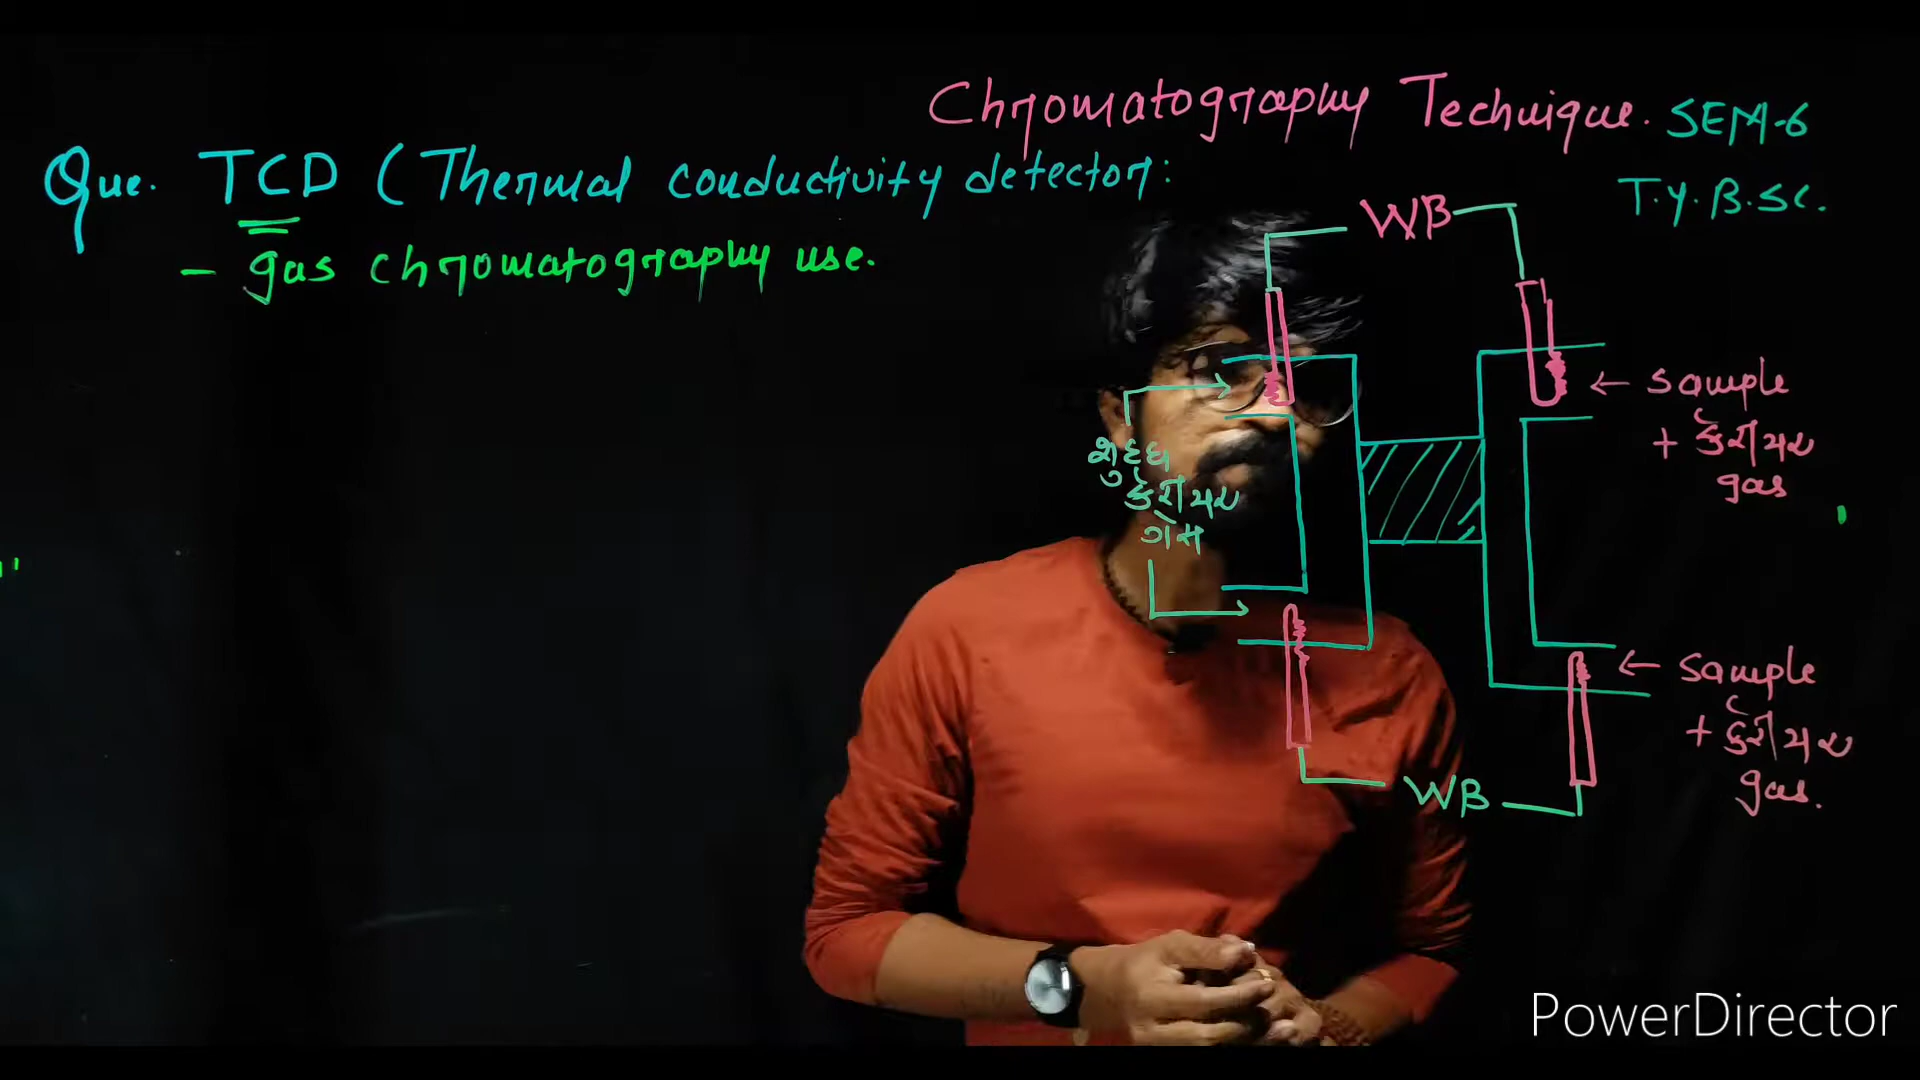 Chromatography Technique. SEM-6
T.Y.B.SC.
Que. TCD (Thermal conductivity detector:
- gas chromatography use.
WB
શુદ્ધ
કેરીયર
ગેસ
← sample
+ કેરીયર
gas
← sample
+ કેરીયર
gas.
WB
PowerDirector